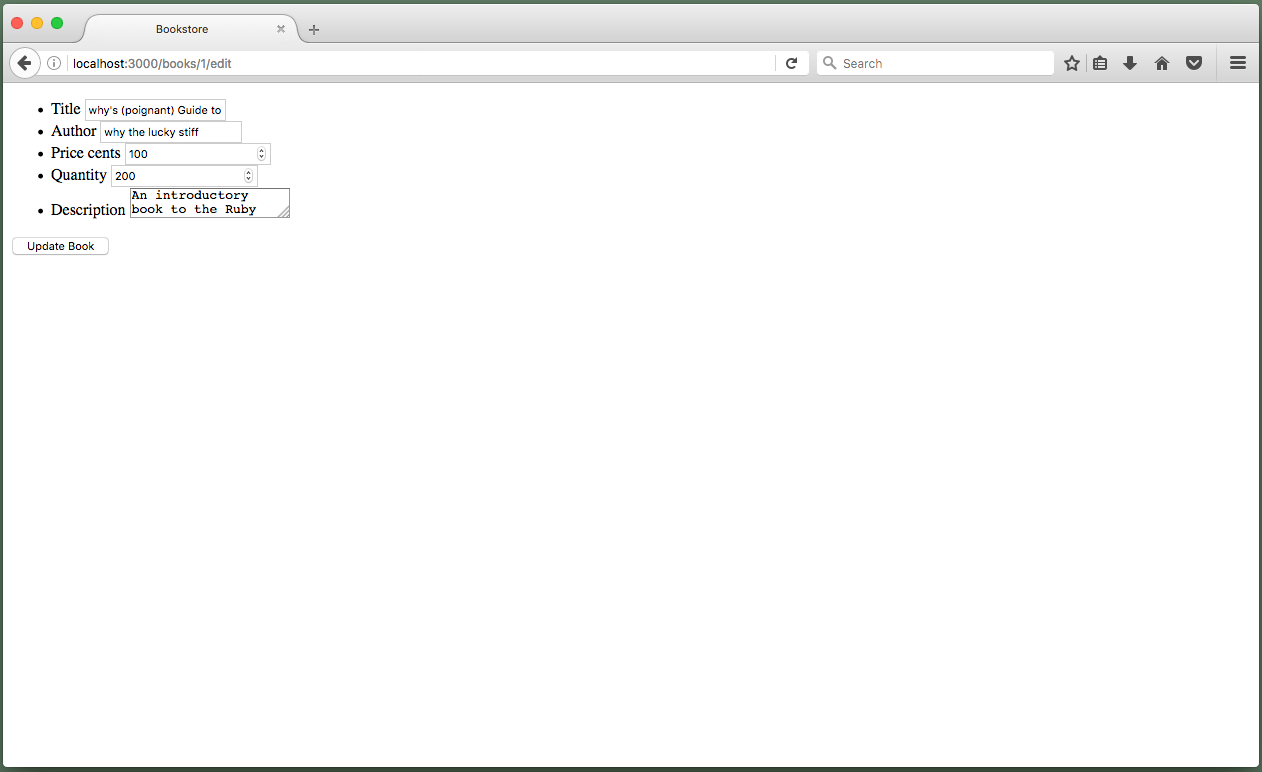 Bookstore
localhost:3000/books/1/edit
Search
Title why's (poignant) Guide to
Author why the lucky stiff
Price cents 100
Quantity 200
Description An introductory
book to the Ruby
Update Book